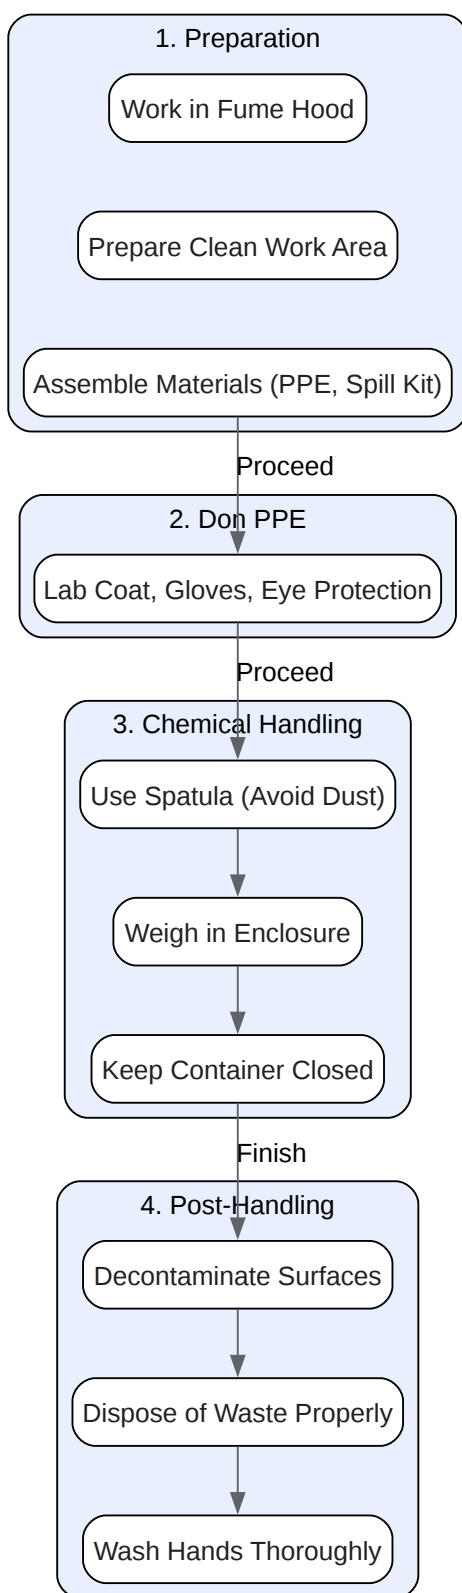 1. Preparation
Work in Fume Hood
Prepare Clean Work Area
Assemble Materials (PPE, Spill Kit)
Proceed
2. Don PPE
Lab Coat, Gloves, Eye Protection
Proceed
3. Chemical Handling
Use Spatula (Avoid Dust)
Weigh in Enclosure
Keep Container Closed
Finish
4. Post-Handling
Decontaminate Surfaces
Dispose of Waste Properly
Wash Hands Thoroughly